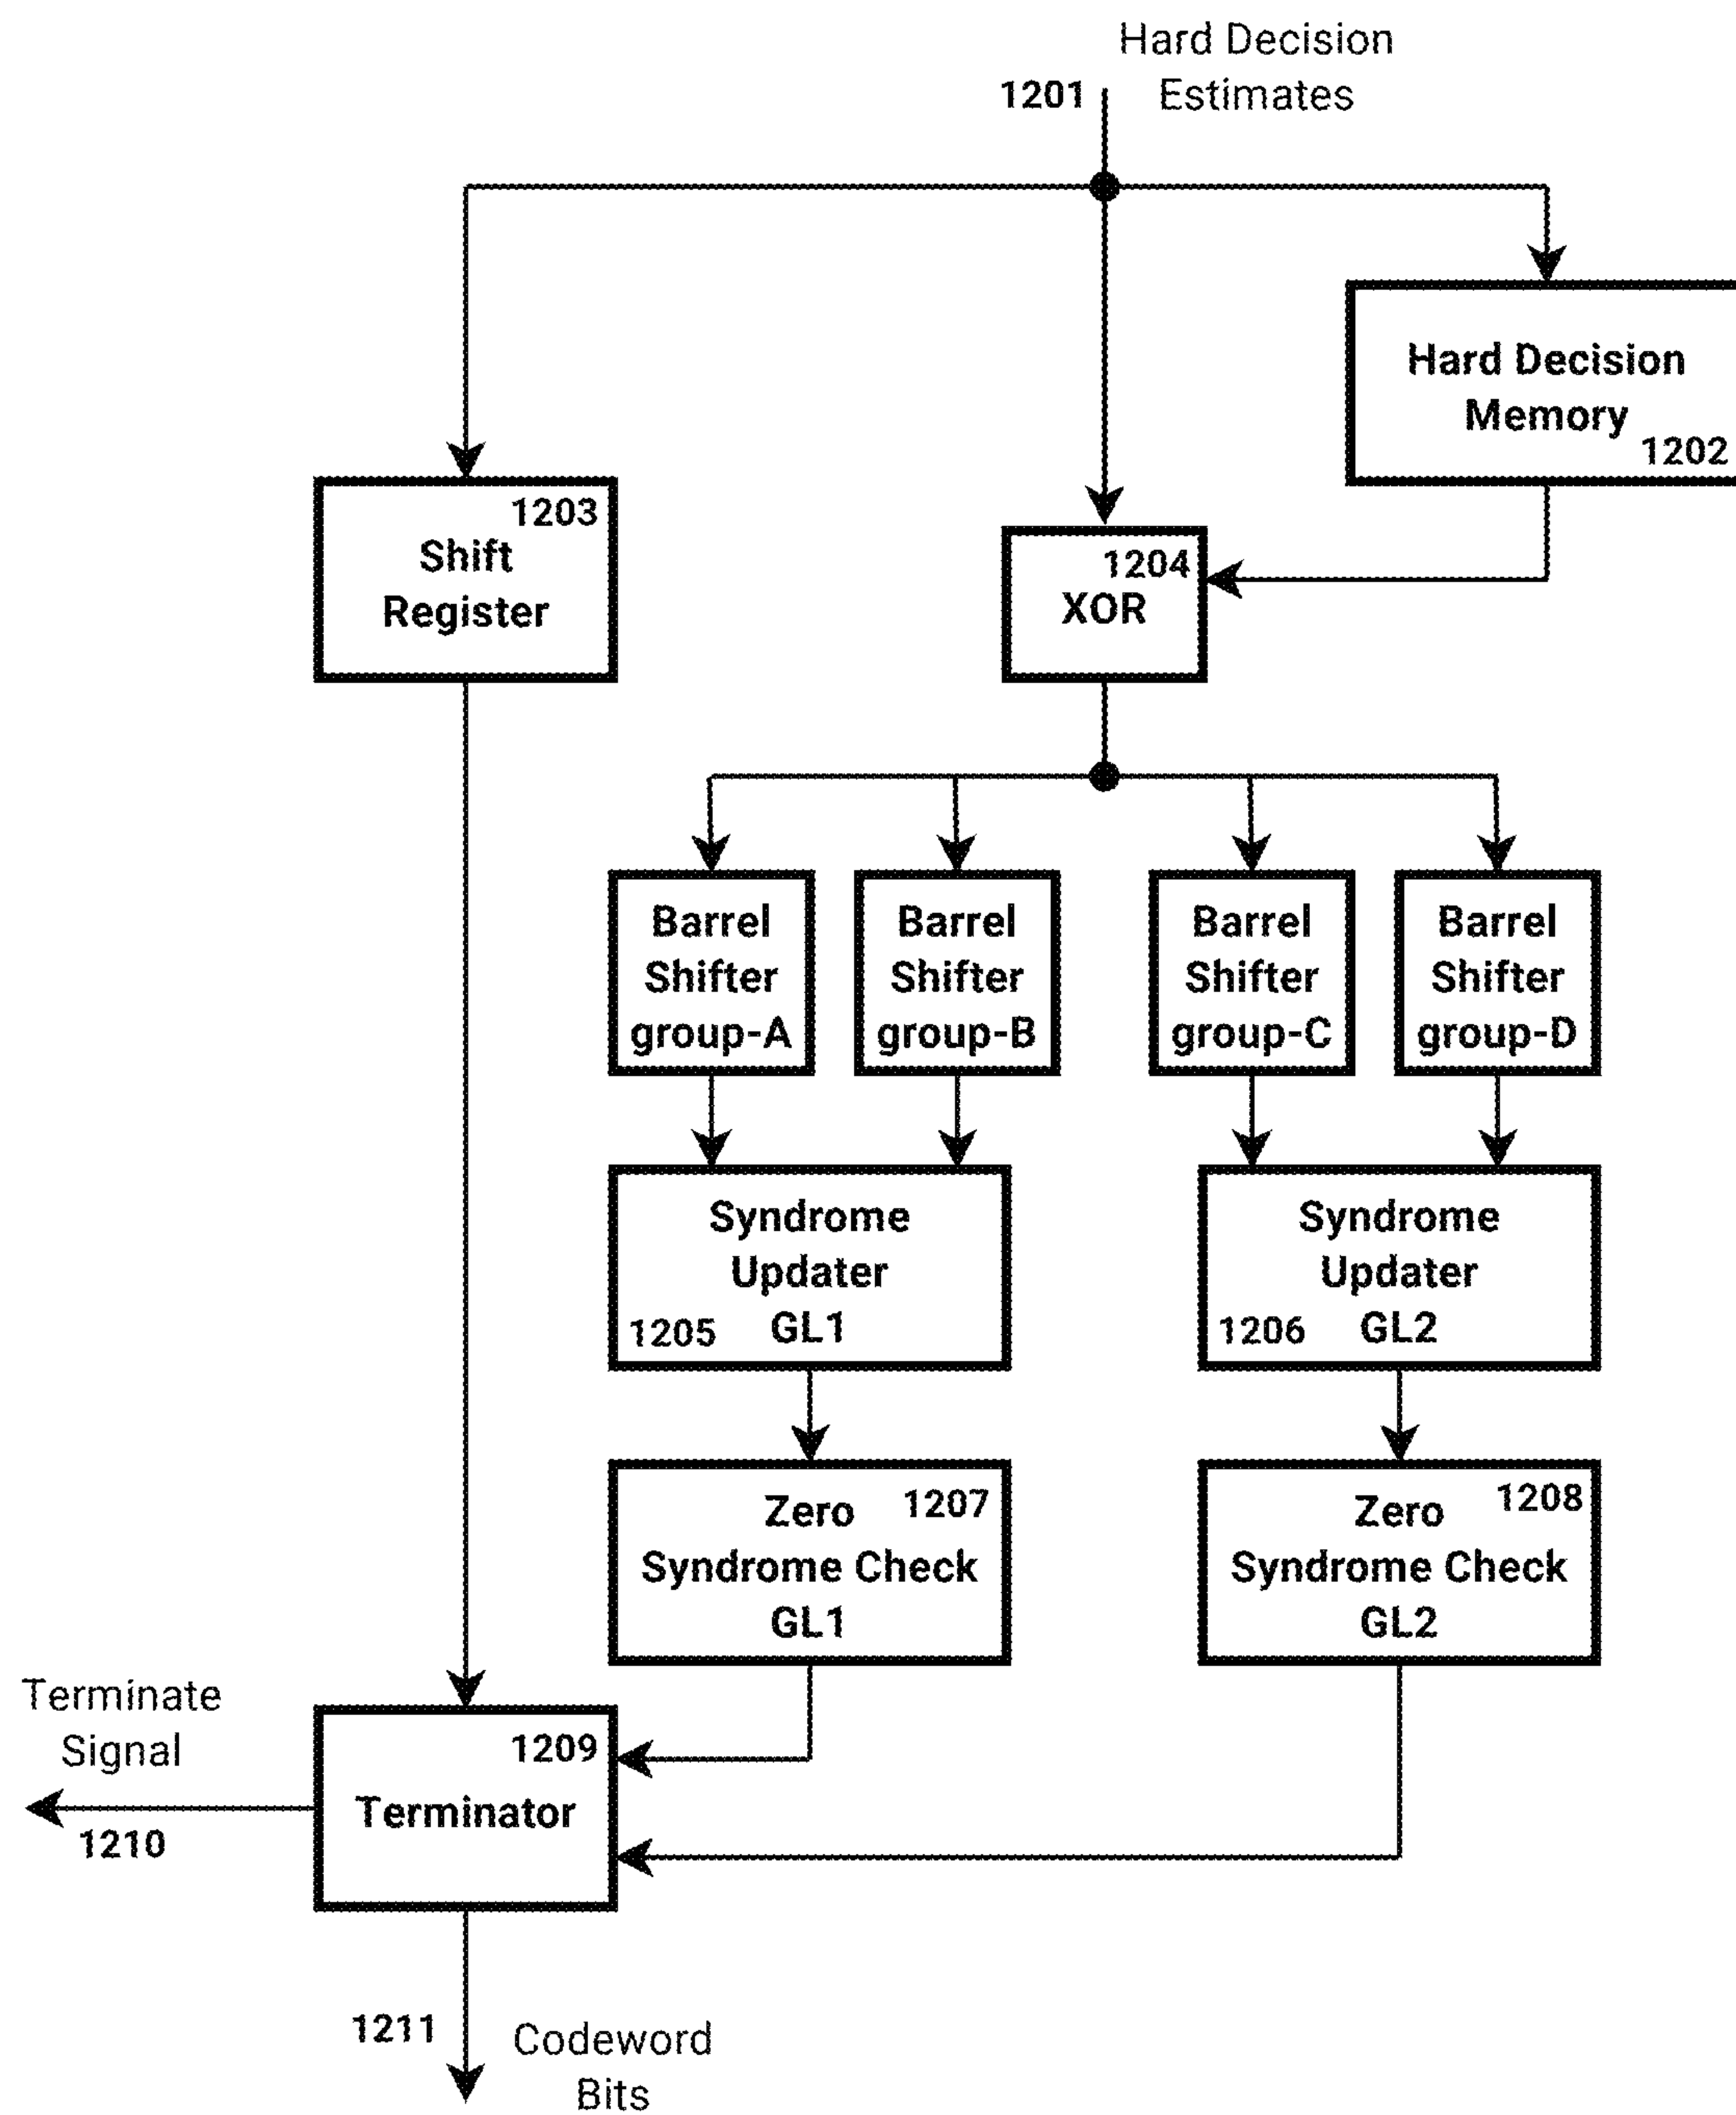 Hard Decision
Estimates
1201
Hard Decision
Memory
1202
1203
Shift
Register
1204
XOR
Barrel
Shifter
group-A
Barrel
Shifter
group-B
Barrel
Shifter
group-C
Barrel
Shifter
group-D
Syndrome
Updater
GL1
1205
Syndrome
Updater
GL2
1206
Zero
1207
Syndrome Check
GL1
Zero
1208
Syndrome Check
GL2
Terminate
Signal
1210
1209
Terminator
1211
Codeword
Bits